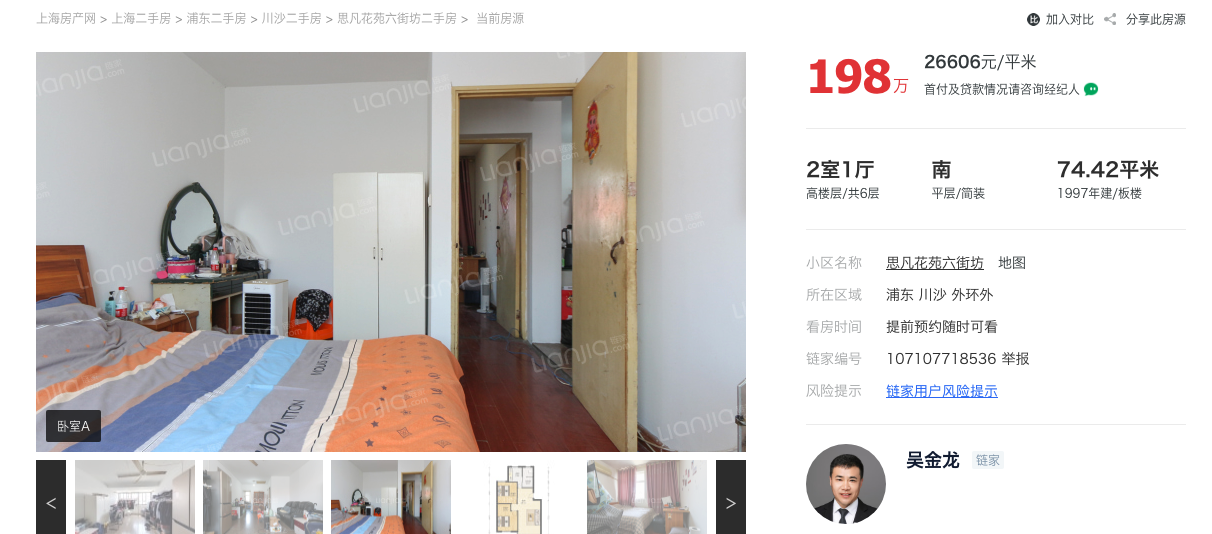 上海房产网 > 上海二手房 > 浦东二手房 > 川沙二手房 > 思凡花苑六街坊二手房 > 当前房源
加入对比 分享此房源
198万
26606元/平米
首付及贷款情况请咨询经纪人
2室1厅 南 74.42平米
高楼层/共6层 平层/简装 1997年建/板楼
小区名称 思凡花苑六街坊 地图
所在区域 浦东 川沙 外环外
看房时间 提前预约随时可看
链家编号 107107718536 举报
风险提示 链家用户风险提示
吴金龙 链家
Lianjia链家.com
卧室A
< >